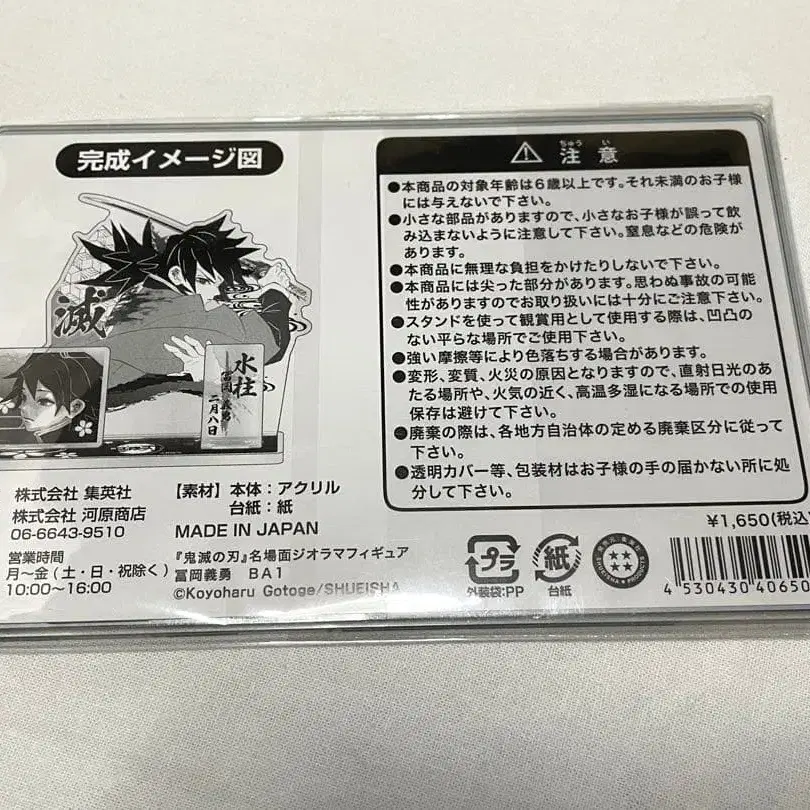 完成イメージ図
滅
水柱
冨岡義勇
二月八日
株式会社 集英社
株式会社 河原商店
06-6643-9510
営業時間
月〜金(土・日・祝除く)
10:00〜16:00
【素材】本体:アクリル
台紙:紙
MADE IN JAPAN
『鬼滅の刃』名場面ジオラマフィギュア
冨岡義勇 BA1
©Koyoharu Gotoge/SHUEISHA
ちゅう い
⚠ 注 意
●本商品の対象年齢は6歳以上です。それ未満のお子様
には与えないで下さい。
●小さな部品がありますので、小さなお子様が誤って飲
み込まないように注意して下さい。窒息などの危険が
あります。
●本商品に無理な負担をかけたりしないで下さい。
●本商品には尖った部分があります。思わぬ事故の可能
性がありますのでお取り扱いには十分にご注意下さい。
●スタンドを使って観賞用として使用する際は、凹凸の
ない平らな場所でご使用下さい。
●強い摩擦等により色落ちする場合があります。
●変形、変質、火災の原因となりますので、直射日光のあ
たる場所や、火気の近く、高温多湿になる場所での使用
保存は避けて下さい。
●廃棄の際は、各地方自治体の定める廃棄区分に従って
下さい。
●透明カバー等、包装材はお子様の手の届かない所に処
分して下さい。
¥1,650(税込)
プラ
外装袋:PP
紙
台紙
4 530430 40650